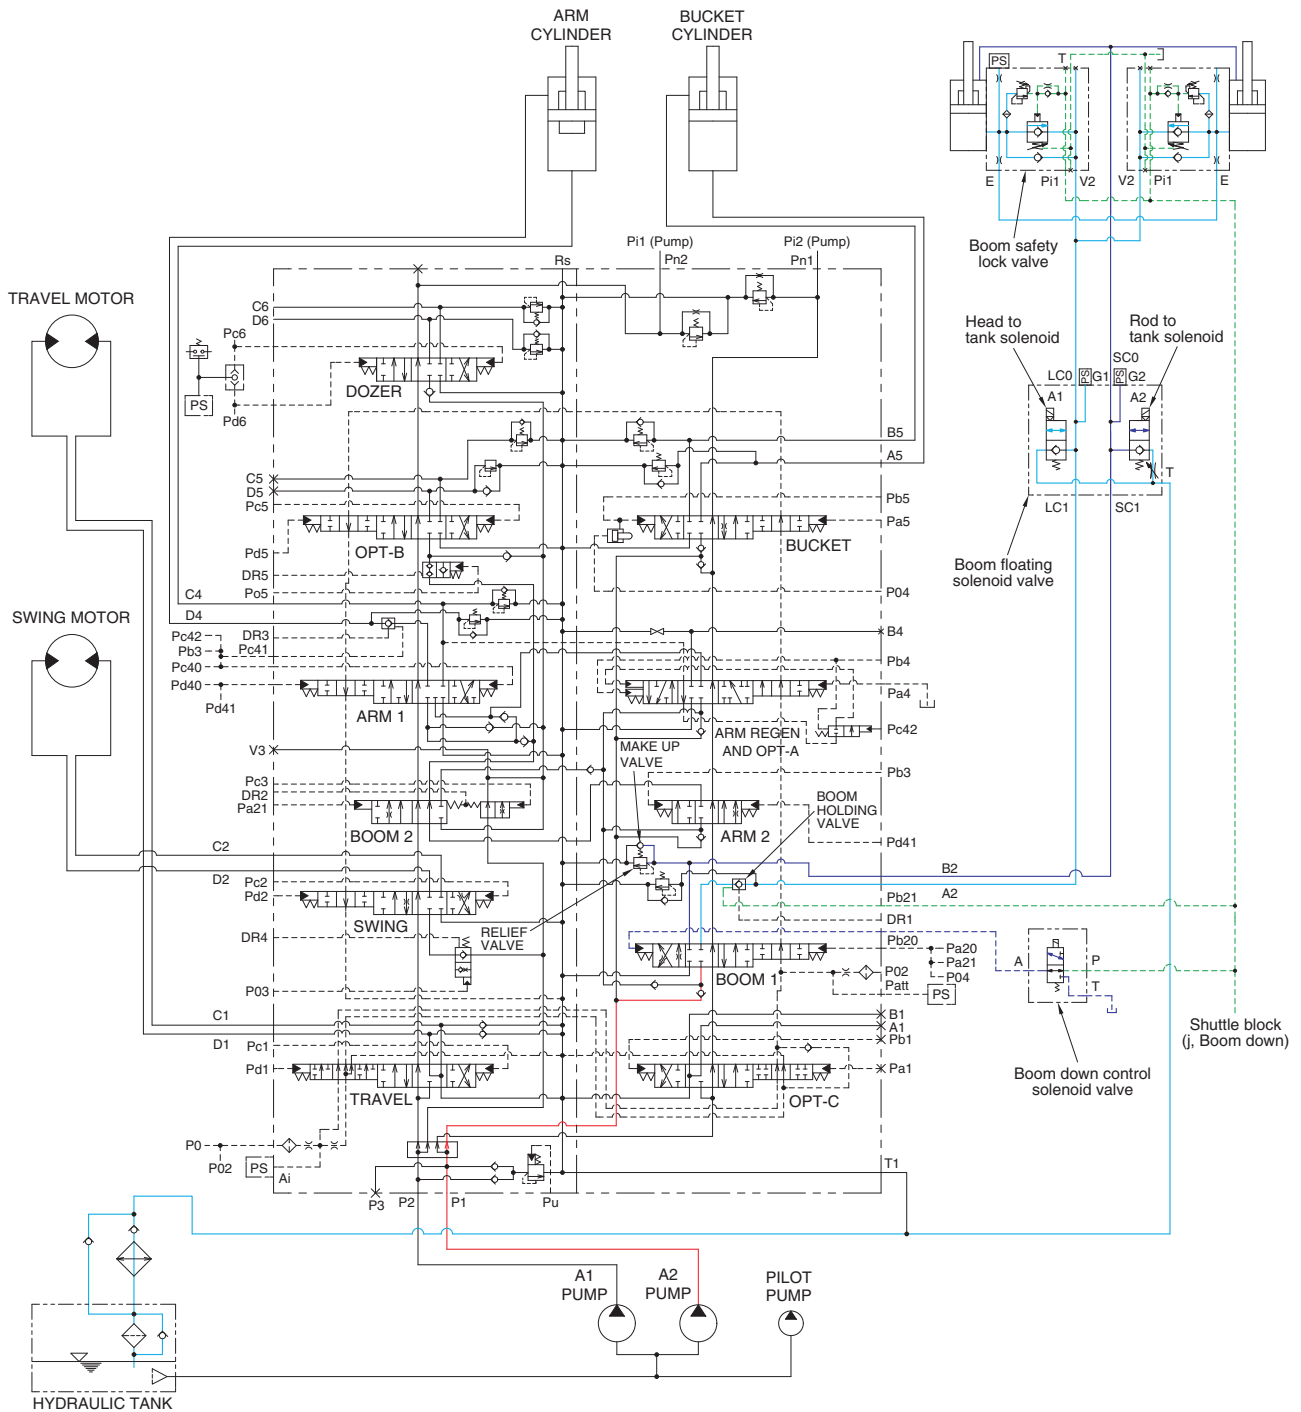 ARM
CYLINDER
BUCKET
CYLINDER
PS
T
E
Pi1
V2
V2
Pi1
E
Boom safety
lock valve
Pi1 (Pump)
Pi2 (Pump)
Rs
Pn2
Pn1
TRAVEL MOTOR
C6
D6
Pc6
PS
Pd6
DOZER
Head to
tank solenoid
Rod to
tank solenoid
SC0
LC0
PS
G1
PS
G2
A1
A2
T
LC1
SC1
Boom floating
solenoid valve
B5
A5
C5
D5
Pc5
Pb5
Pa5
Pd5
OPT-B
BUCKET
DR5
Po5
P04
C4
D4
SWING MOTOR
Pc42
Pb3
Pc40
DR3
Pc41
B4
Pb4
Pd40
Pd41
Pa4
ARM 1
ARM REGEN
AND OPT-A
Pc42
MAKE UP
VALVE
V3
Pc3
DR2
Pa21
Pb3
BOOM
HOLDING
VALVE
BOOM 2
ARM 2
Pd41
C2
B2
D2
Pc2
Pd2
A2
Pb21
SWING
RELIEF
VALVE
DR1
DR4
Pb20
Pa20
Pa21
P04
BOOM 1
P02
Patt
PS
A
P
T
P03
C1
B1
A1
Pb1
D1
Pc1
Pd1
Pa1
TRAVEL
OPT-C
Shuttle block
(j, Boom down)
Boom down control
solenoid valve
P0
P02
PS
Ai
T1
P3
P2
P1
Pu
A1
PUMP
A2
PUMP
PILOT
PUMP
HYDRAULIC TANK